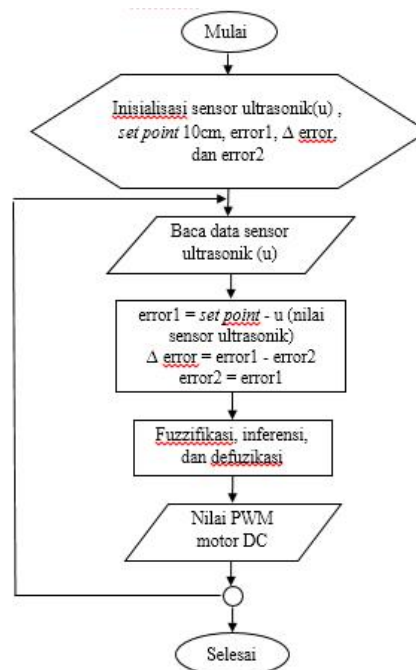 Mulai
Inisialisasi sensor ultrasonik(u) ,
set point 10cm, error1, Δ error,
dan error2
Baca data sensor
ultrasonik (u)
error1 = set point - u (nilai
sensor ultrasonik)
Δ error = error1 - error2
error2 = error1
Fuzzifikasi, inferensi,
dan defuzikasi
Nilai PWM
motor DC
Selesai